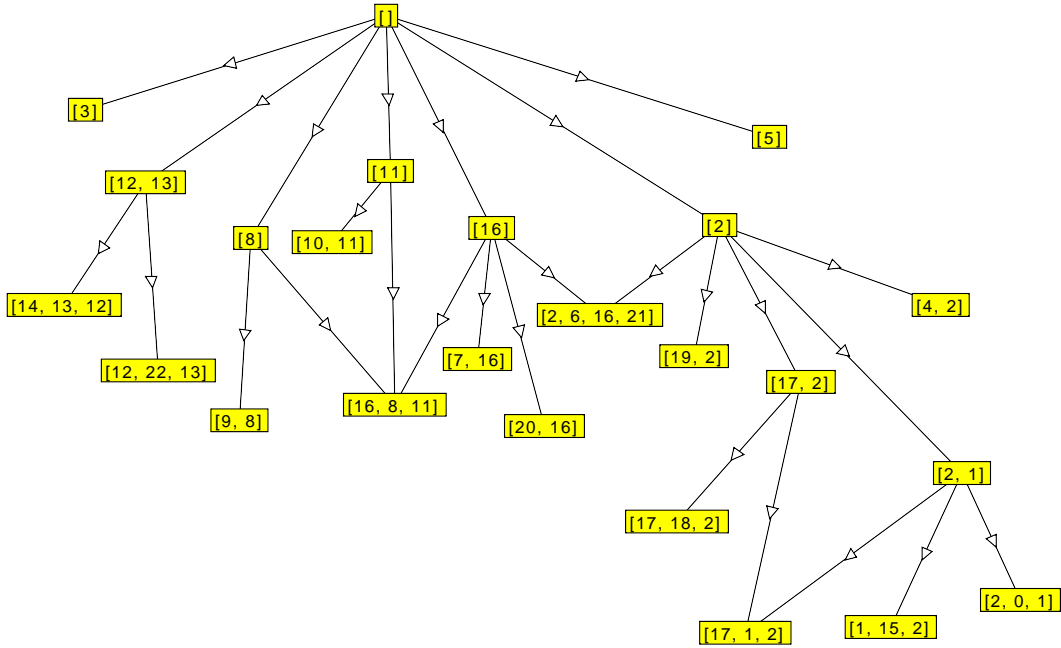 []
[3]
[5]
[11]
[12, 13]
[16]
[2]
[8]
[10, 11]
[14, 13, 12]
[2, 6, 16, 21]
[4, 2]
[19, 2]
[7, 16]
[12, 22, 13]
[17, 2]
[16, 8, 11]
[9, 8]
[20, 16]
[2, 1]
[17, 18, 2]
[2, 0, 1]
[1, 15, 2]
[17, 1, 2]